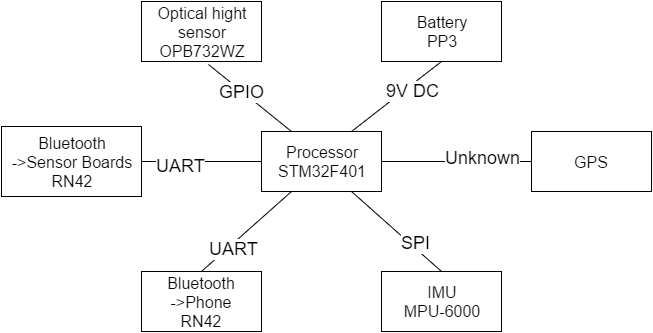 Optical hight
sensor
OPB732WZ
Battery
PP3
GPIO
9V DC
Bluetooth
->Sensor Boards
RN42
UART
Processor
STM32F401
Unknown
GPS
UART
SPI
Bluetooth
->Phone
RN42
IMU
MPU-6000